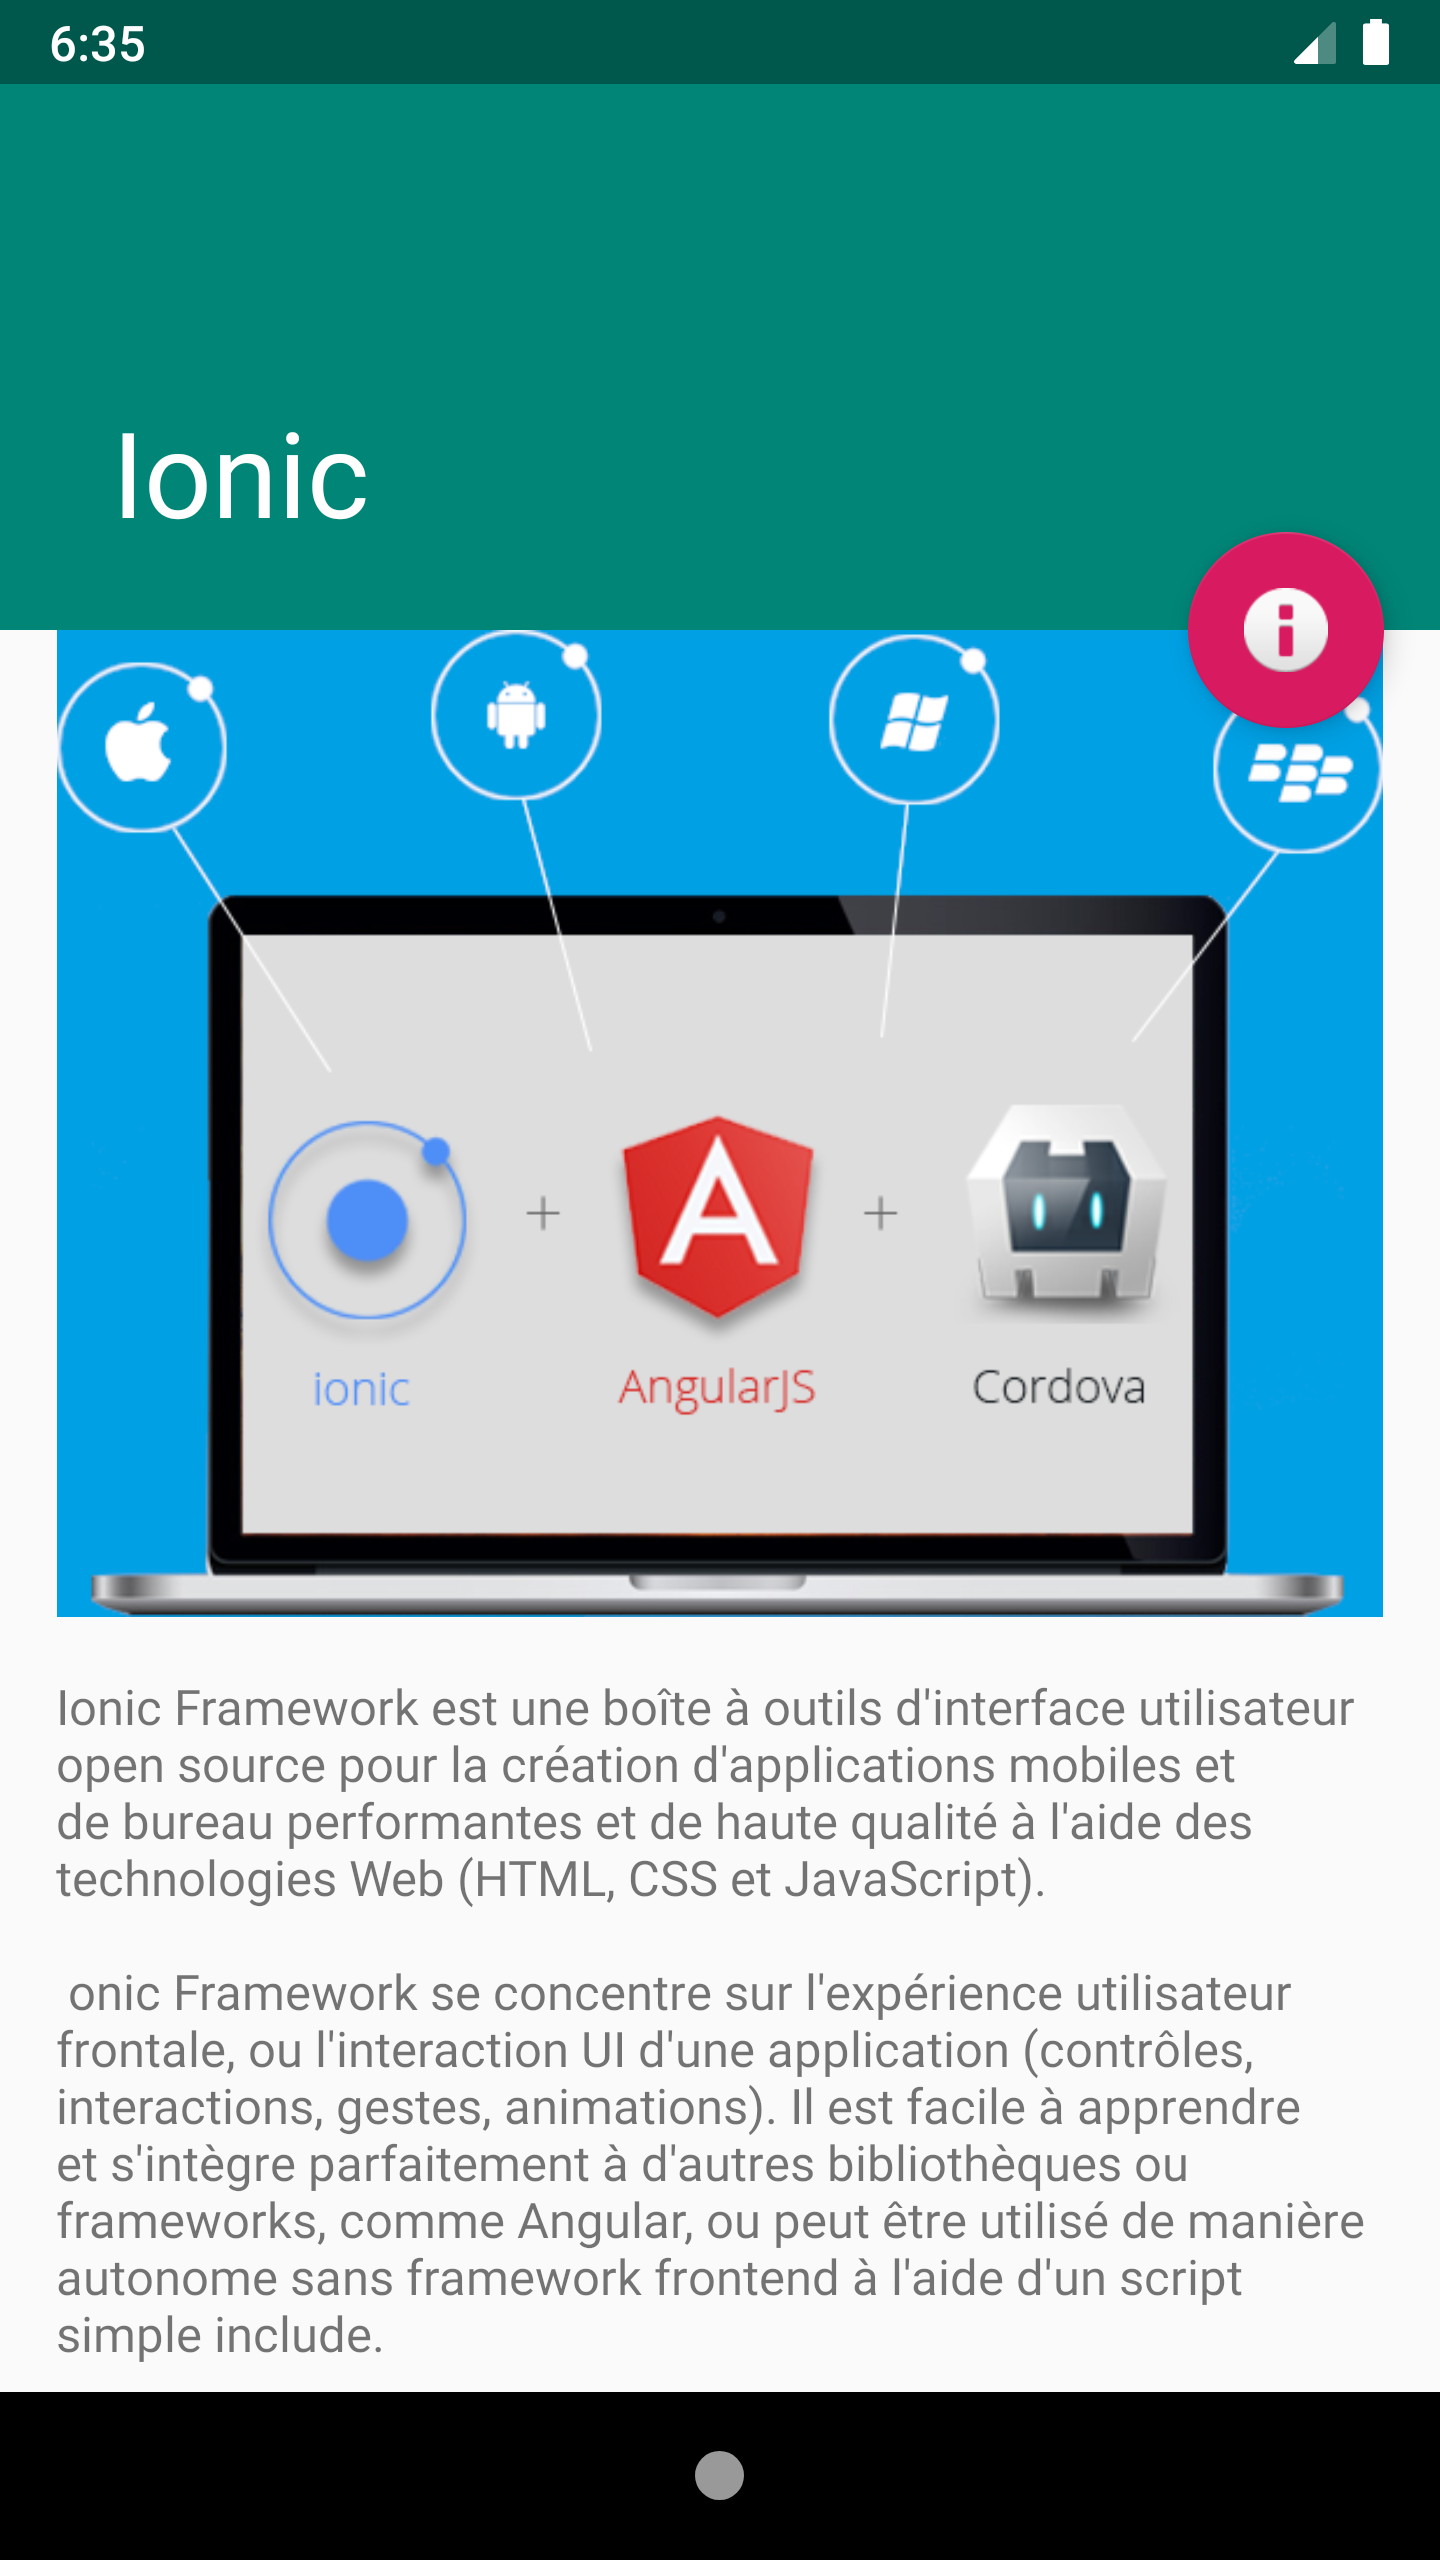 6:35
Ionic
ionic
AngularJS
Cordova
Ionic Framework est une boîte à outils d'interface utilisateur
open source pour la création d'applications mobiles et
de bureau performantes et de haute qualité à l'aide des
technologies Web (HTML, CSS et JavaScript).
onic Framework se concentre sur l'expérience utilisateur
frontale, ou l'interaction UI d'une application (contrôles,
interactions, gestes, animations). Il est facile à apprendre
et s'intègre parfaitement à d'autres bibliothèques ou
frameworks, comme Angular, ou peut être utilisé de manière
autonome sans framework frontend à l'aide d'un script
simple include.